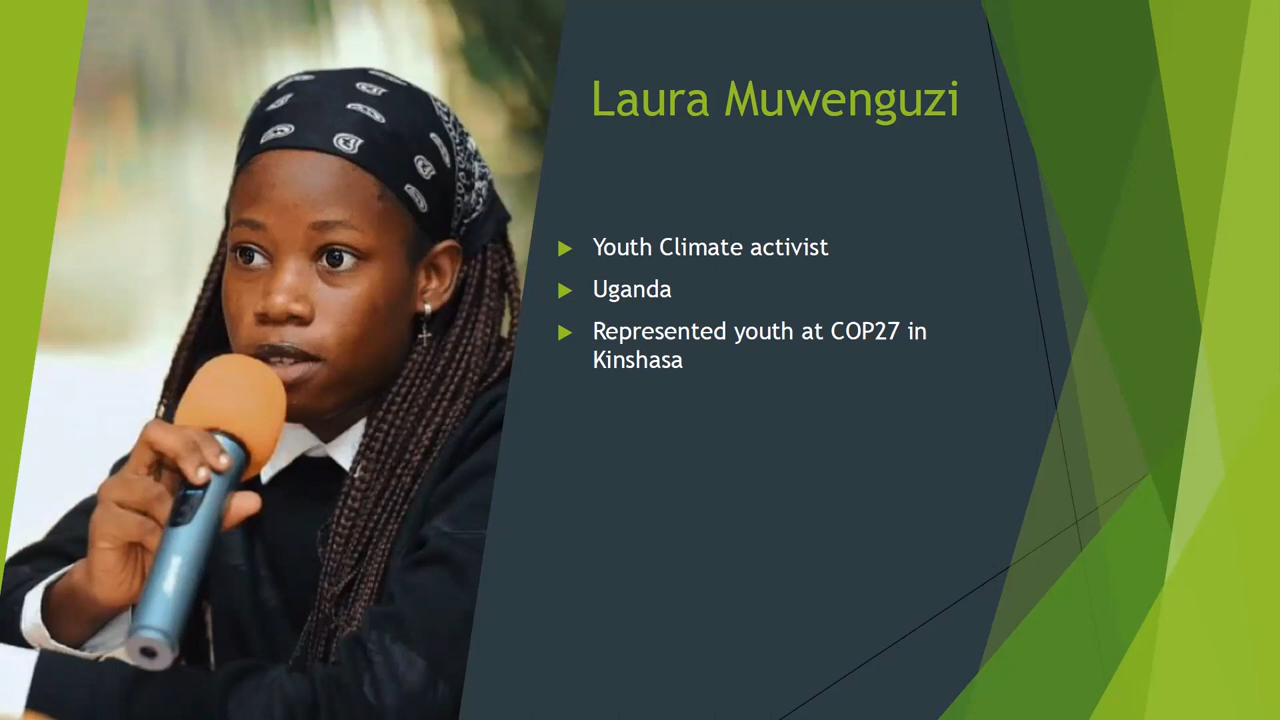 Laura Muwenguzi
Youth Climate activist
Uganda
Represented youth at COP27 in
Kinshasa